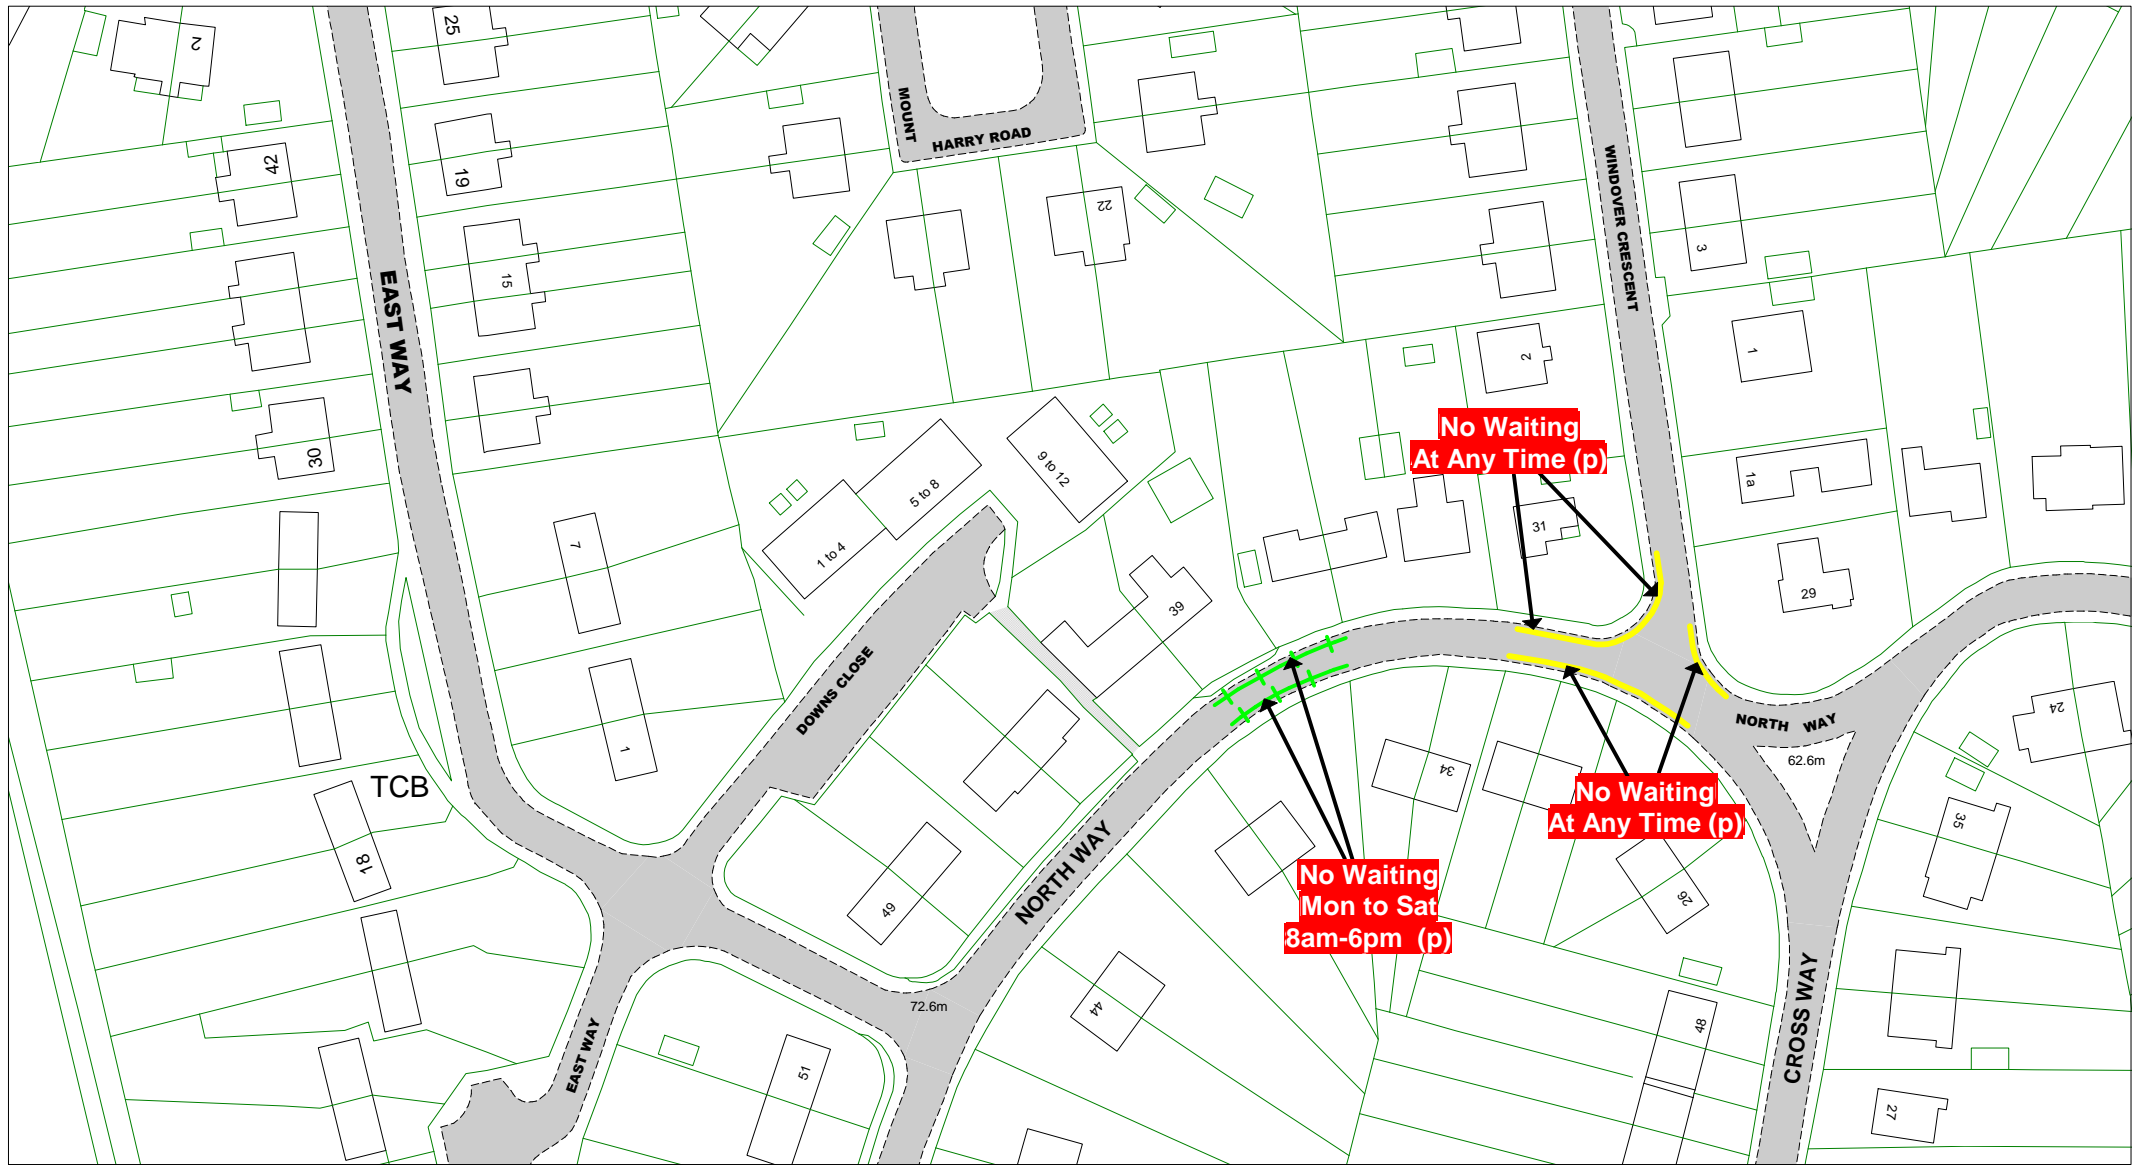 2
25
MOUNT
HARRY ROAD
42
19
22
WINDOVER CRESCENT
3
15
EAST WAY
1
2
30
No Waiting
At Any Time (p)
9 to 12
5 to 8
1a
31
7
1 to 4
29
39
DOWNS CLOSE
24
NORTH WAY
62.6m
1
34
TCB
No Waiting
At Any Time (p)
35
18
NORTH WAY
No Waiting
Mon to Sat
8am-6pm (p)
26
49
72.6m
44
48
CROSS WAY
EAST WAY
51
27